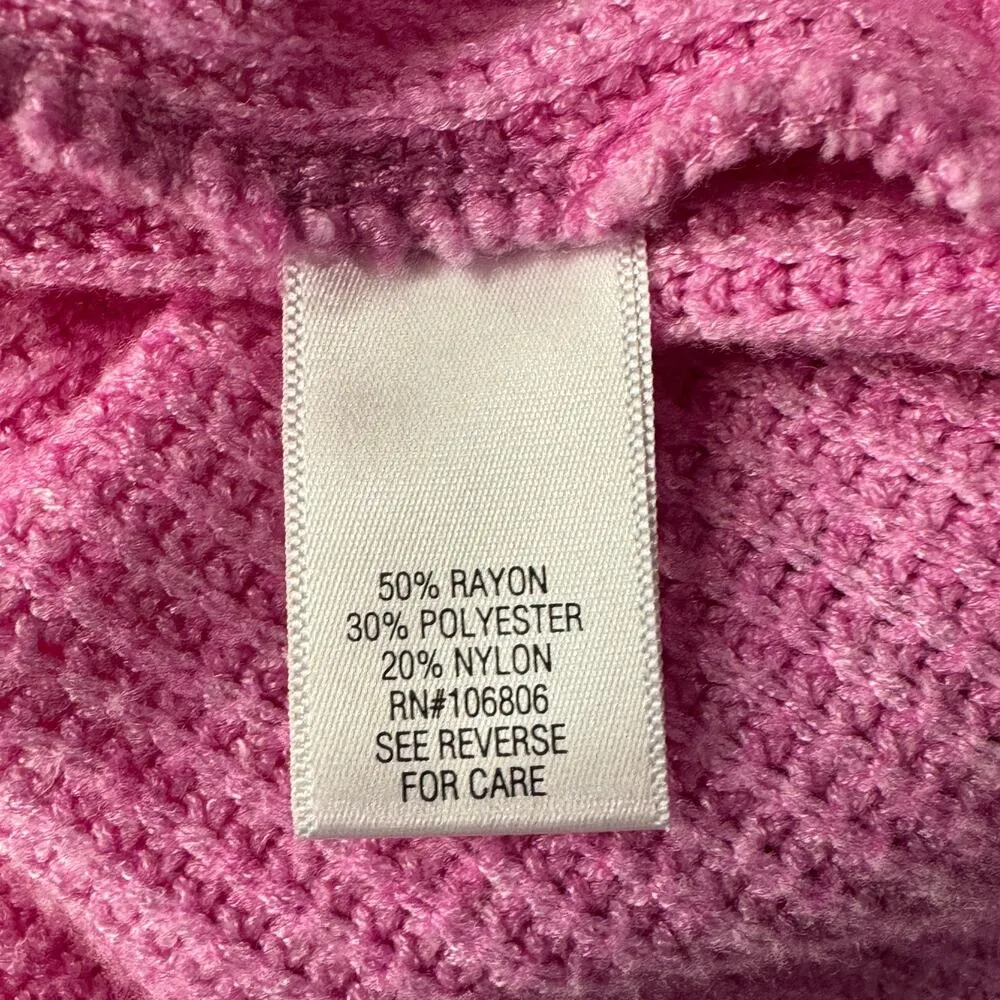 50% RAYON
30% POLYESTER
20% NYLON
RN#106806
SEE REVERSE
FOR CARE